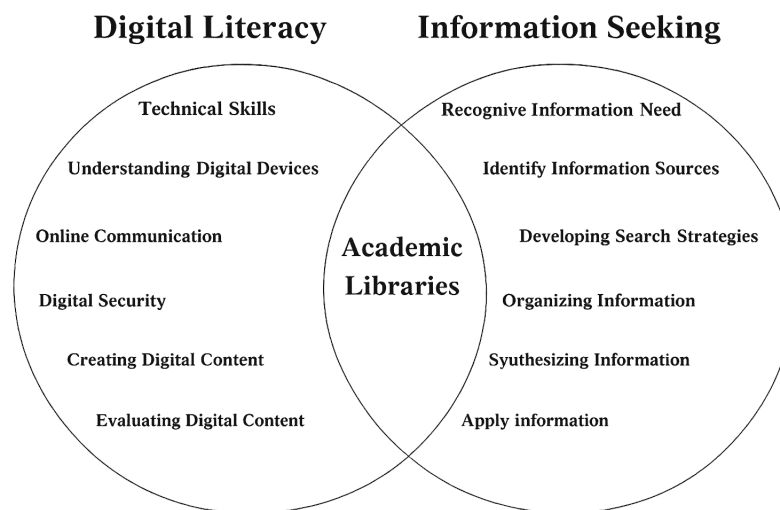 Digital Literacy
Information Seeking
Technical Skills
Understanding Digital Devices
Online Communication
Digital Security
Creating Digital Content
Evaluating Digital Content
Academic
Libraries
Recognive Information Need
Identify Information Sources
Developing Search Strategies
Organizing Information
Syuthesizing Information
Apply information